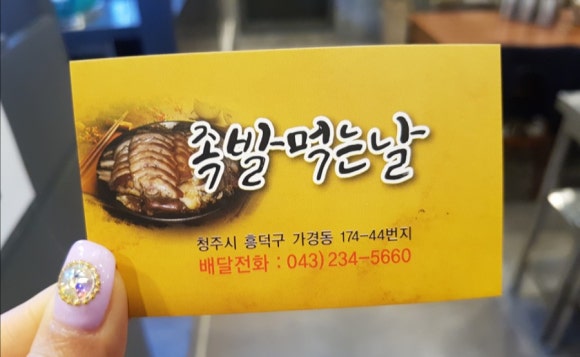 족발먹는날
청주시 흥덕구 가경동 174-44번지
배달전화 : 043) 234-5660